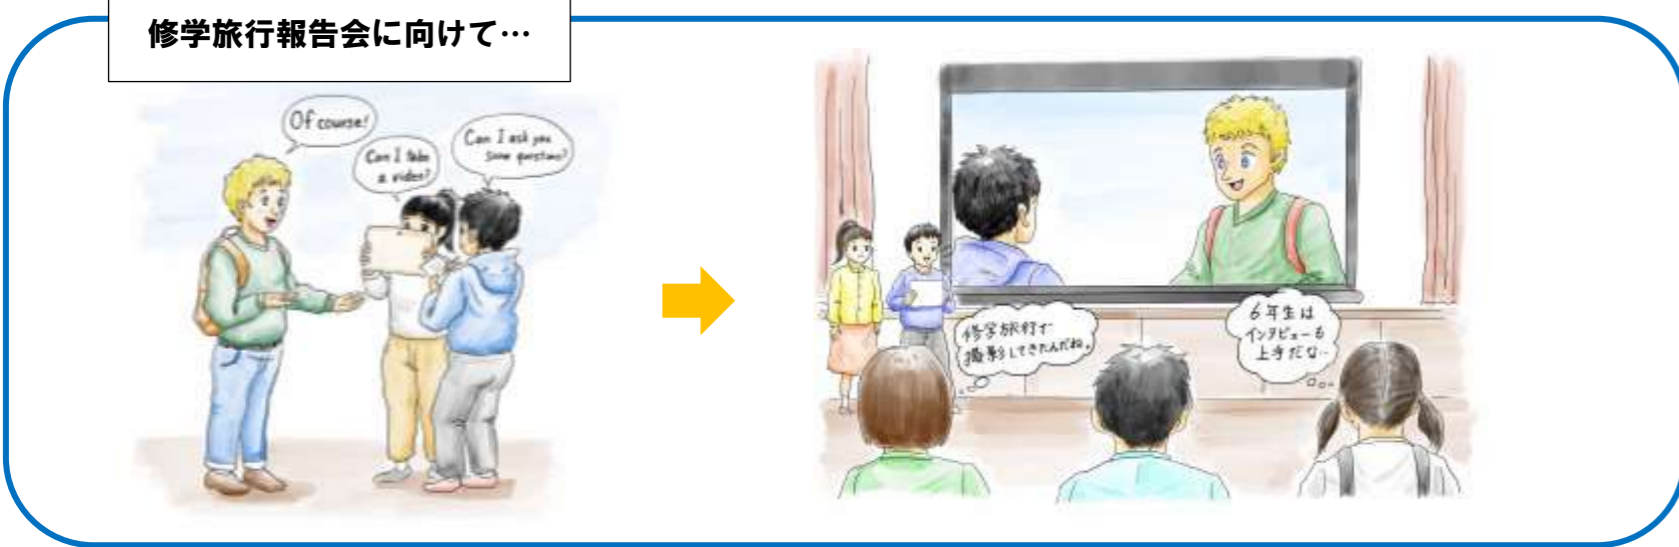 修学旅行報告会に向けて…
Of course!
Can I take
a video?
Can I ask you
some questions?
修学旅行で
撮影してきたんだね。
6年生は
インタビューも
上手だな…